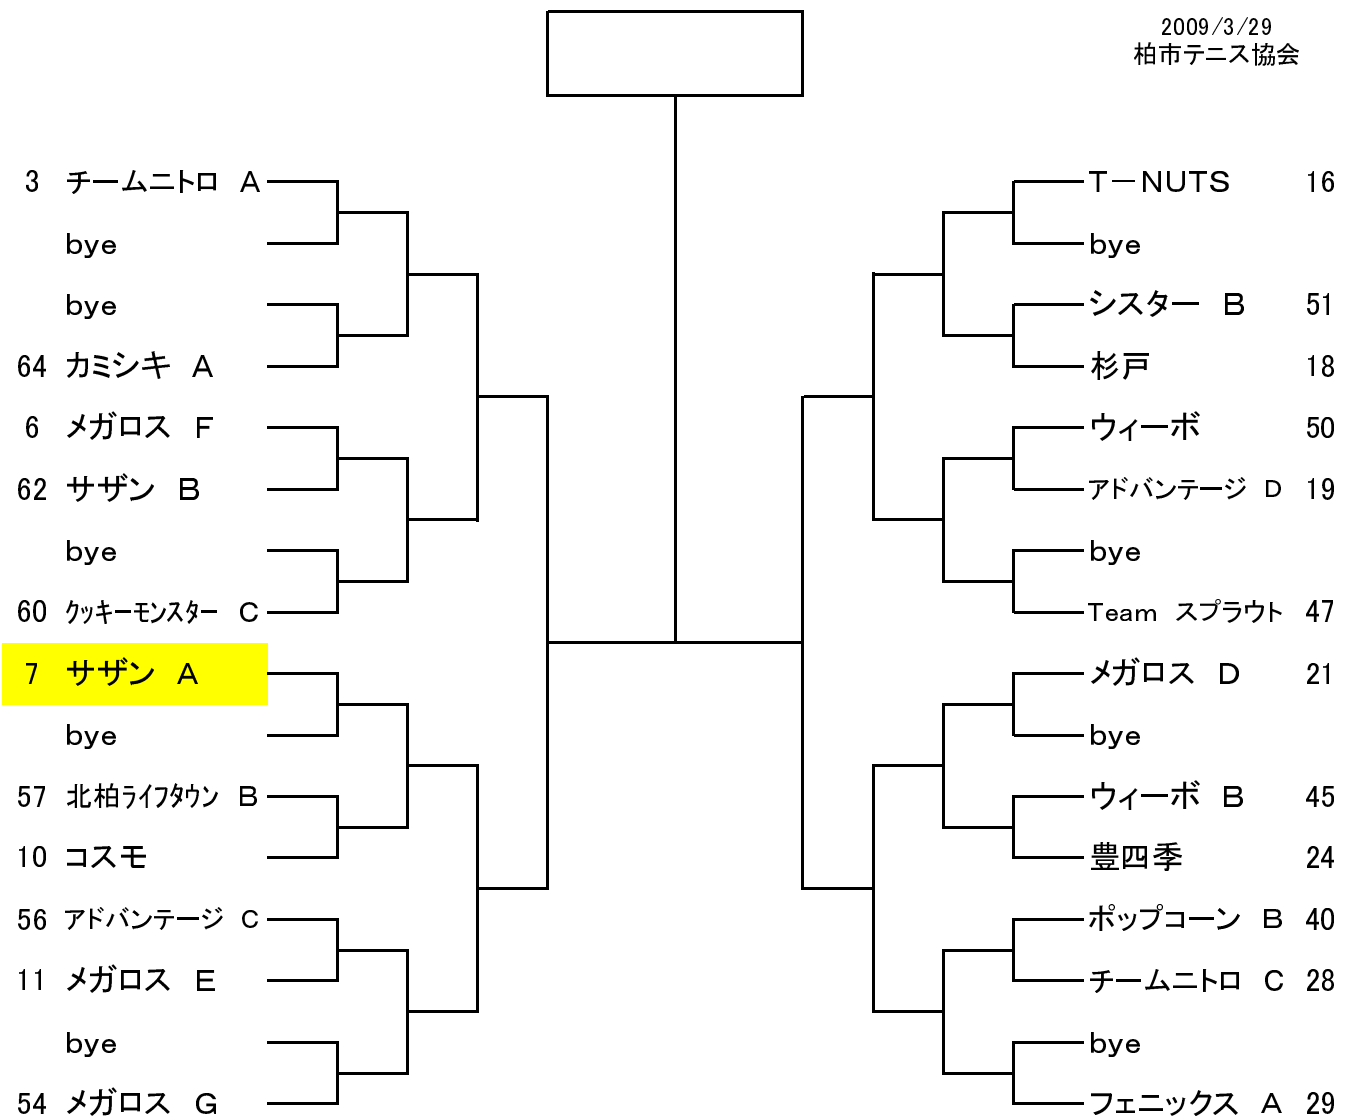 2009/3/29
柏市テニス協会
3 チームニトロ A
bye
bye
64 カミシキ A
6 メガロス F
62 サザン B
bye
60 クッキーモンスター C
7 サザン A
bye
57 北柏ライフタウン B
10 コスモ
56 アドバンテージ C
11 メガロス E
bye
54 メガロス G
T－NUTS 16
bye
シスター B 51
杉戸 18
ウィーボ 50
アドバンテージ D 19
bye
Team スプラウト 47
メガロス D 21
bye
ウィーボ B 45
豊四季 24
ポップコーン B 40
チームニトロ C 28
bye
フェニックス A 29